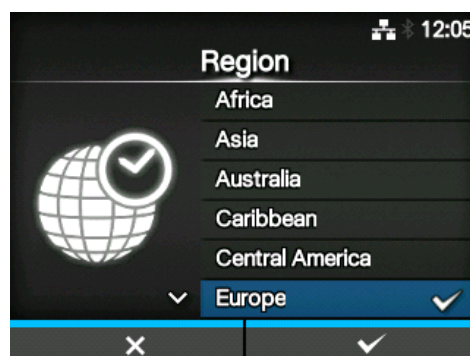 12:05
Region
Africa
Asia
Australia
Caribbean
Central America
Europe